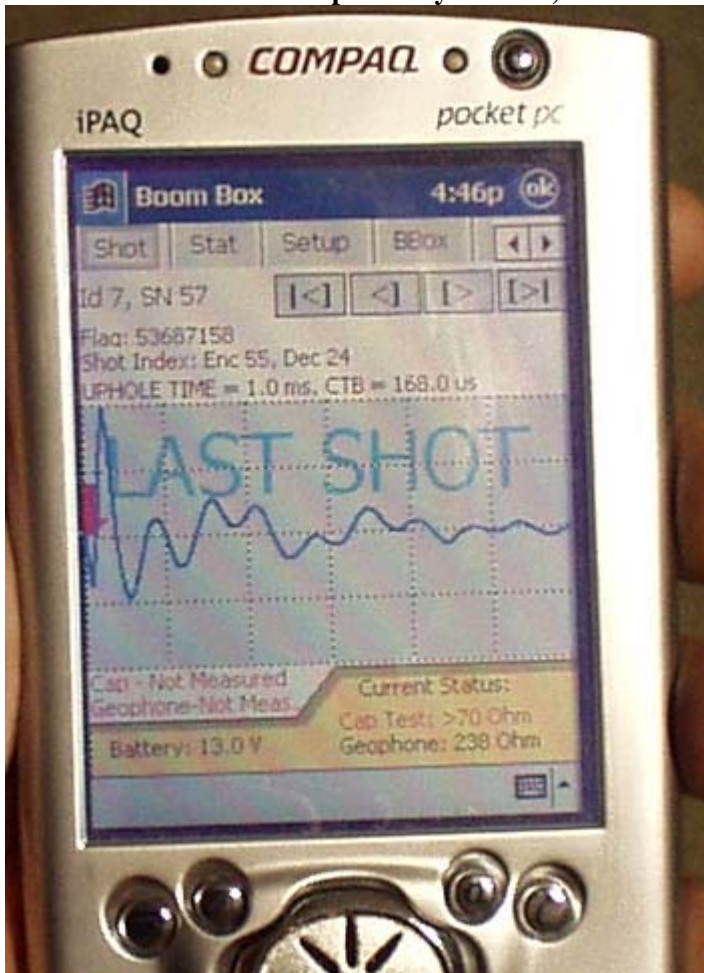 COMPAQ
iPAQ pocket pc
Boom Box 4:46p ok
Shot Stat Setup BBox
Id 7, SN 57 |<] <] [> [>|
Flag: 53687158
Shot Index: Enc 55, Dec 24
UPHOLE TIME = 1.0 ms, CTB = 168.0 us
LAST SHOT
Cap - Not Measured
Geophone-Not Meas.
Current Status:
Cap Test: >70 Ohm
Battery: 13.0 V
Geophone: 238 Ohm